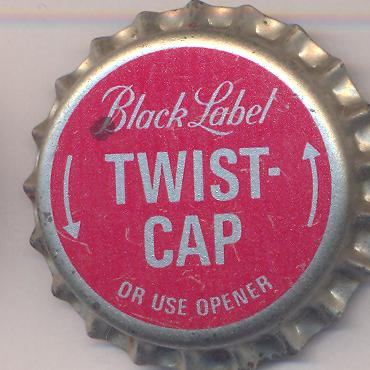 Black Label
TWIST-
CAP
OR USE OPENER